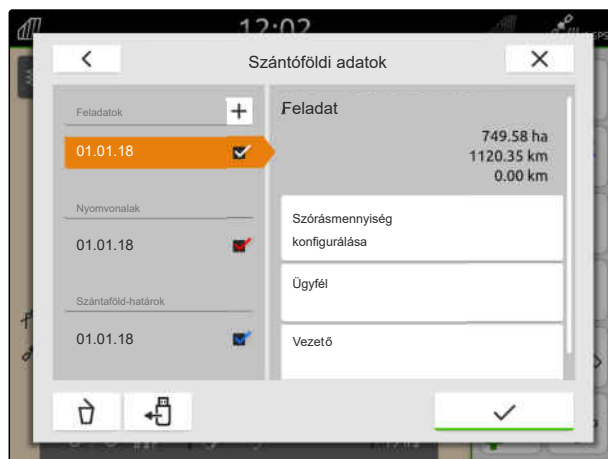 12:02
GPS
Szántóföldi adatok
Feladatok
01.01.18
Nyomvonalak
01.01.18
Szántaföld-határok
01.01.18
Feladat
749.58 ha
1120.35 km
0.00 km
Szórásmennyiség
konfigurálása
Ügyfél
Vezető